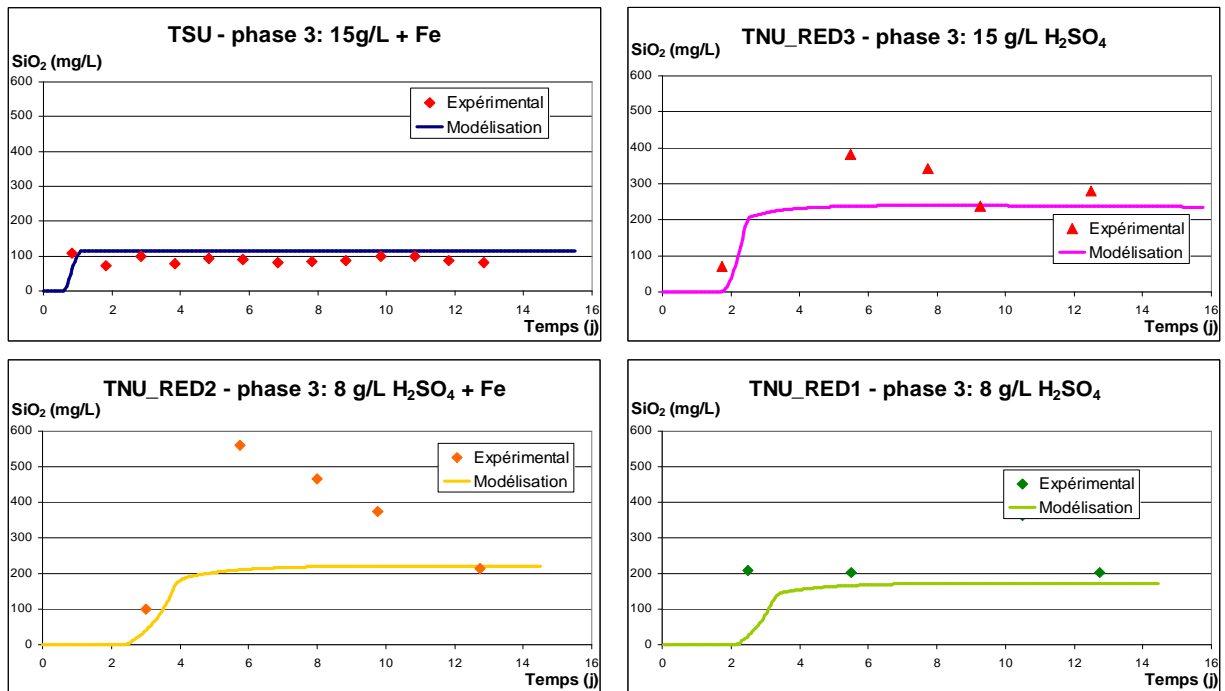 TSU - phase 3: 15g/L + Fe
SiO₂ (mg/L)
600
500
400
300
200
100
0
Expérimental
Modélisation
0 2 4 6 8 10 12 14 16
Temps (j)
TNU_RED3 - phase 3: 15 g/L H₂SO₄
SiO₂ (mg/L)
600
500
400
300
200
100
0
Expérimental
Modélisation
0 2 4 6 8 10 12 14 16
Temps (j)
TNU_RED2 - phase 3: 8 g/L H₂SO₄ + Fe
SiO₂ (mg/L)
600
500
400
300
200
100
0
Expérimental
Modélisation
0 2 4 6 8 10 12 14 16
Temps (j)
TNU_RED1 - phase 3: 8 g/L H₂SO₄
SiO₂ (mg/L)
600
500
400
300
200
100
0
Expérimental
Modélisation
0 2 4 6 8 10 12 14 16
Temps (j)